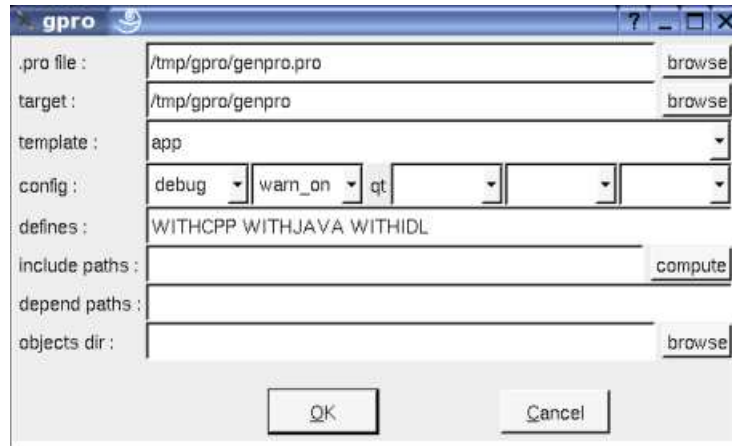 gpro ?
.pro file : /tmp/gpro/genpro.pro browse
target : /tmp/gpro/genpro browse
template : app
config : debug warn_on qt
defines : WITHCPP WITHJAVA WITHIDL
include paths : compute
depend paths :
objects dir : browse
OK Cancel